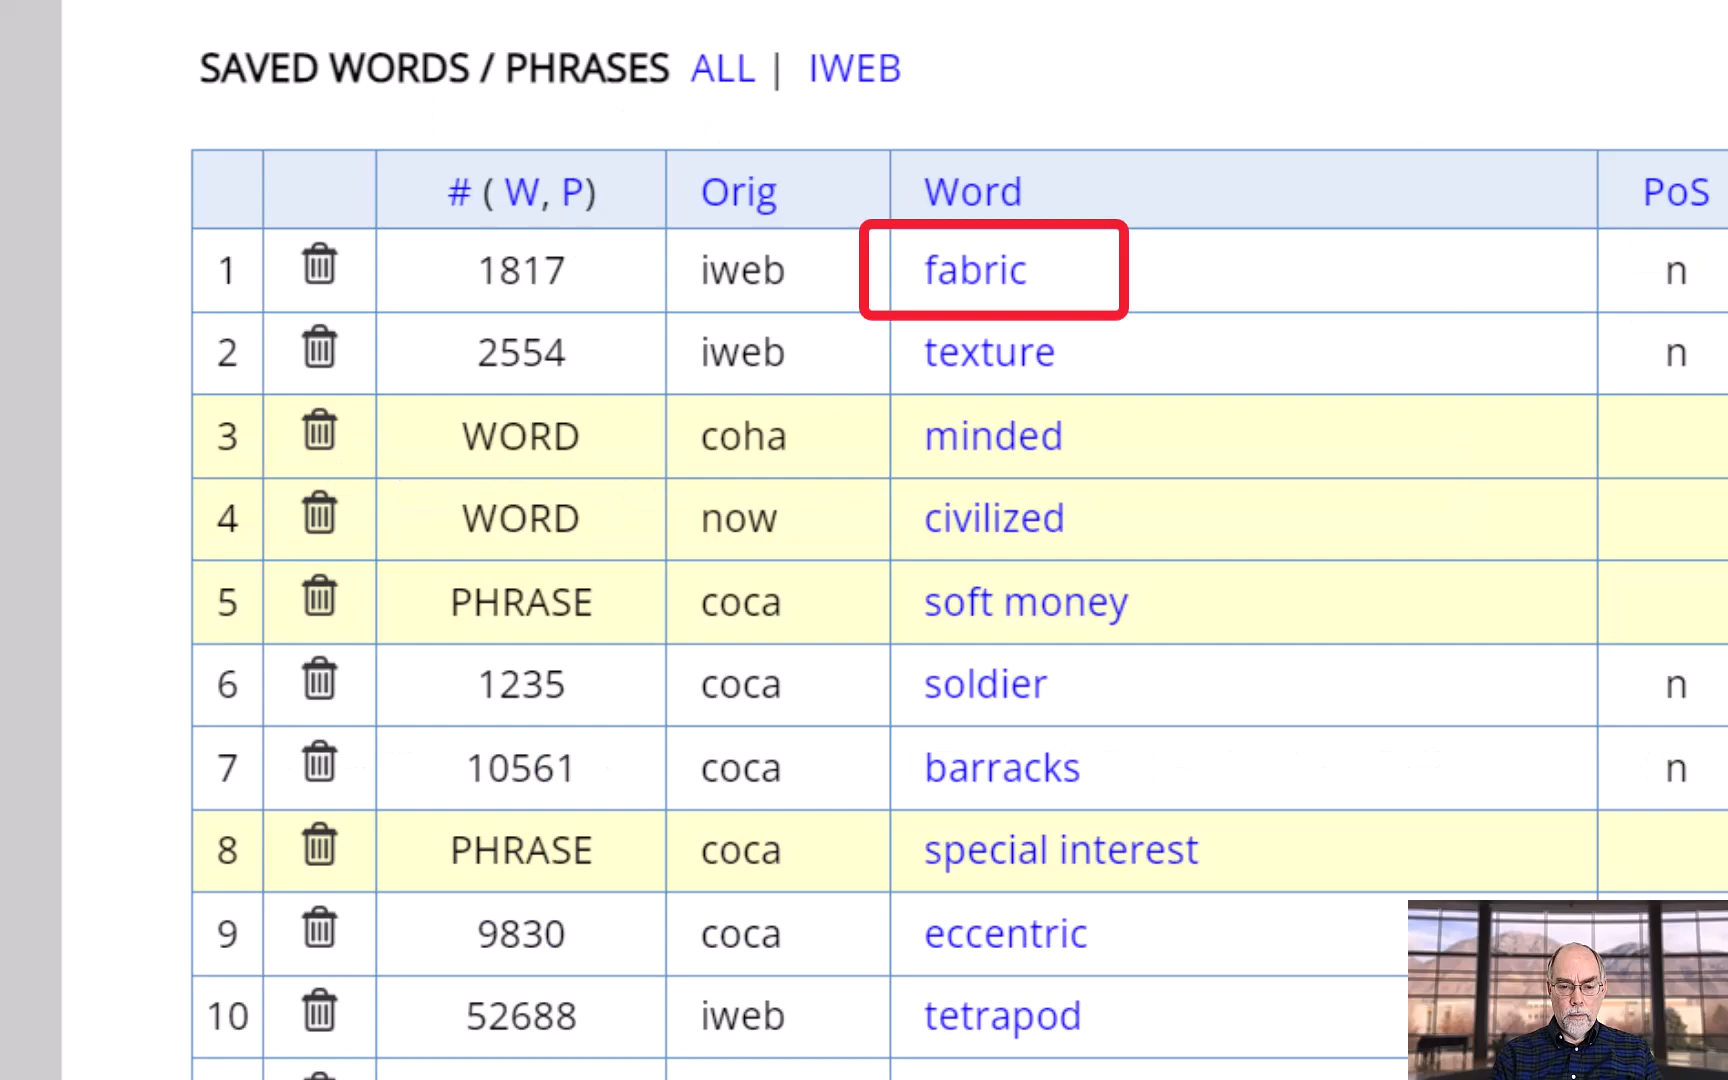 SAVED WORDS / PHRASES ALL | IWEB
# ( W, P) Orig Word PoS
1 1817 iweb fabric n
2 2554 iweb texture n
3 WORD coha minded
4 WORD now civilized
5 PHRASE coca soft money
6 1235 coca soldier n
7 10561 coca barracks n
8 PHRASE coca special interest
9 9830 coca eccentric
10 52688 iweb tetrapod